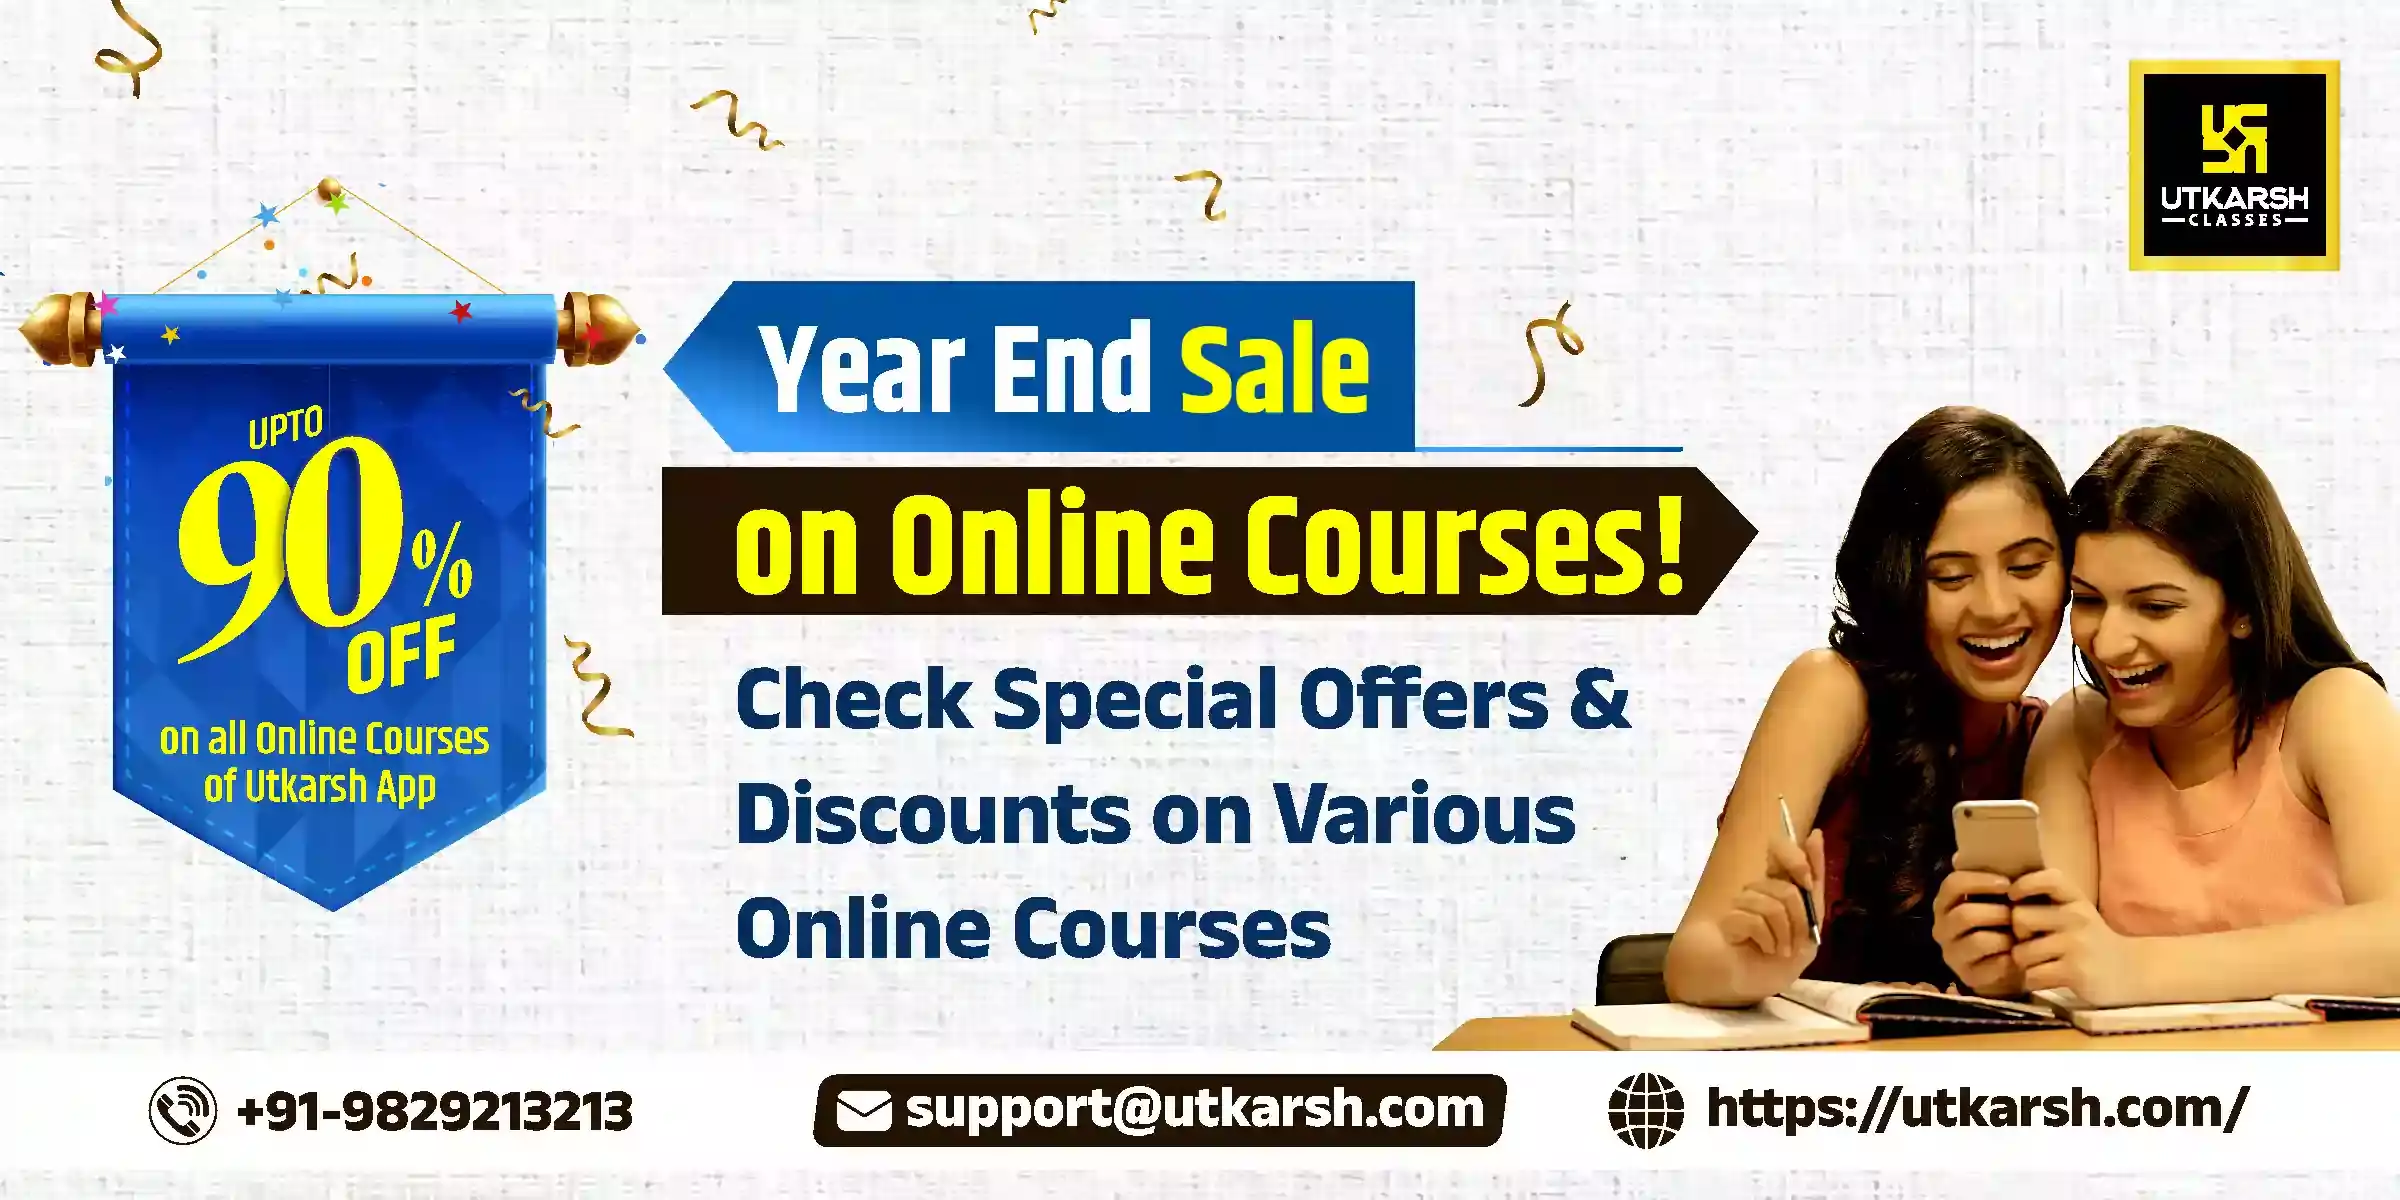 UTKARSH
CLASSES
UPTO
90%
OFF
on all Online Courses
of Utkarsh App
Year End Sale
on Online Courses!
Check Special Offers &
Discounts on Various
Online Courses
+91-9829213213
support@utkarsh.com
https://utkarsh.com/